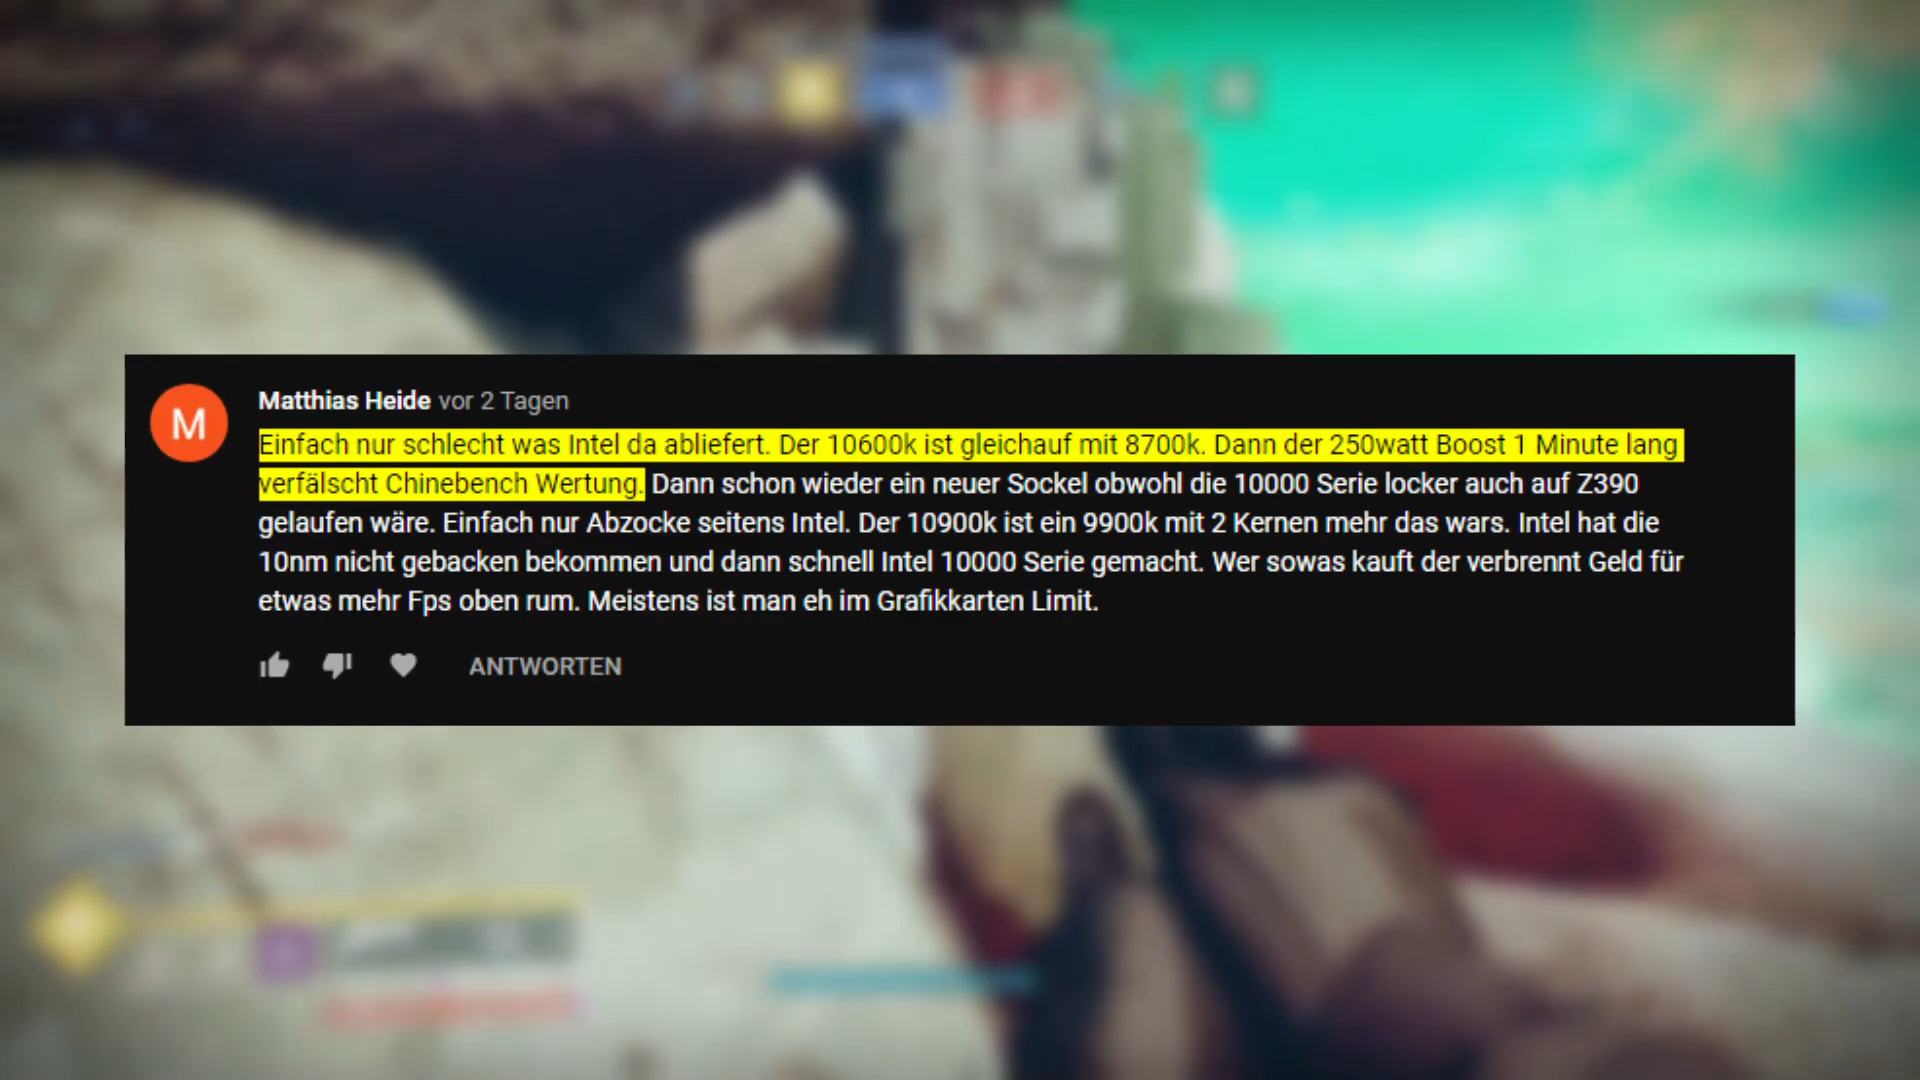 M
Matthias Heide vor 2 Tagen
Einfach nur schlecht was Intel da abliefert. Der 10600k ist gleichauf mit 8700k. Dann der 250watt Boost 1 Minute lang
verfälscht Chinebench Wertung. Dann schon wieder ein neuer Sockel obwohl die 10000 Serie locker auch auf Z390
gelaufen wäre. Einfach nur Abzocke seitens Intel. Der 10900k ist ein 9900k mit 2 Kernen mehr das wars. Intel hat die
10nm nicht gebacken bekommen und dann schnell Intel 10000 Serie gemacht. Wer sowas kauft der verbrennt Geld für
etwas mehr Fps oben rum. Meistens ist man eh im Grafikkarten Limit.
ANTWORTEN